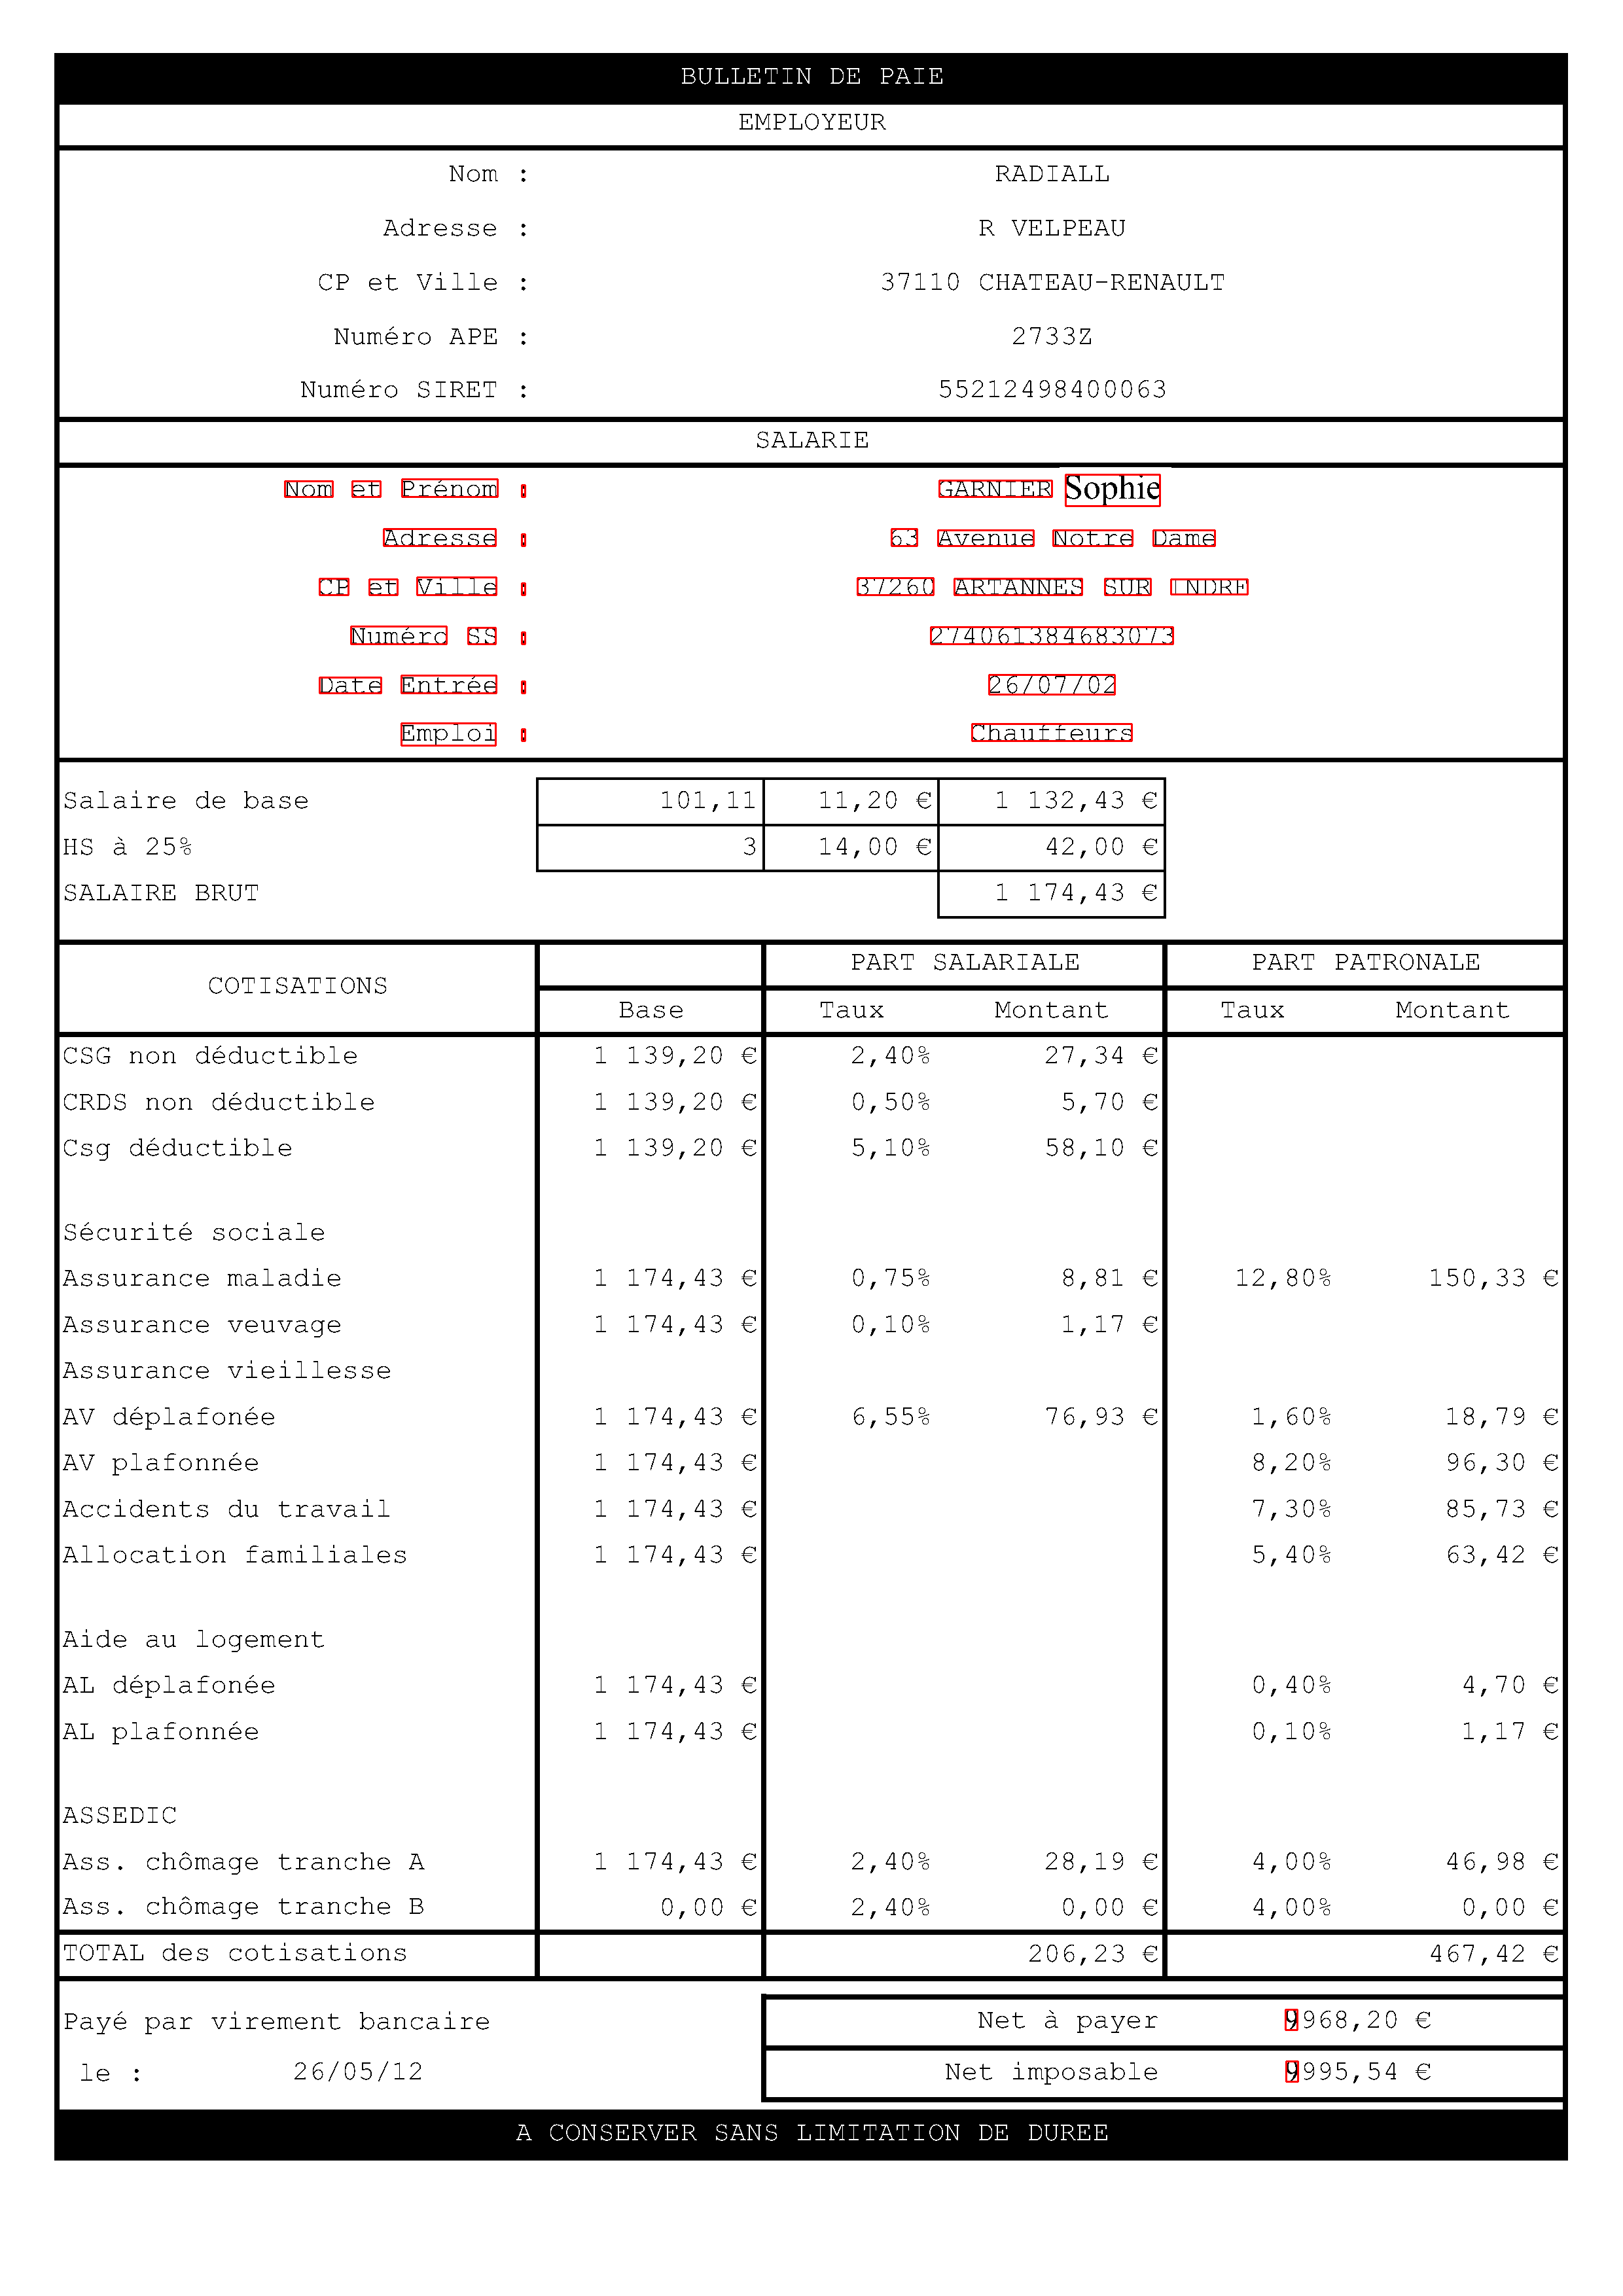 BULLETIN DE PAIE
EMPLOYEUR
Nom : RADIALL
Adresse : R VELPEAU
CP et Ville : 37110 CHATEAU-RENAULT
Numéro APE : 2733Z
Numéro SIRET : 55212498400063
SALARIE
Nom et Prénom : GARNIER Sophie
Adresse : 63 Avenue Notre Dame
CP et Ville : 37260 ARTANNES SUR INDRE
Numéro SS : 274061384683073
Date Entrée : 26/07/02
Emploi : Chauffeurs
Salaire de base 101,11 11,20 € 1 132,43 €
HS à 25% 3 14,00 € 42,00 €
SALAIRE BRUT 1 174,43 €
COTISATIONS PART SALARIALE PART PATRONALE
Base Taux Montant Taux Montant
CSG non déductible 1 139,20 € 2,40% 27,34 €
CRDS non déductible 1 139,20 € 0,50% 5,70 €
Csg déductible 1 139,20 € 5,10% 58,10 €
Sécurité sociale
Assurance maladie 1 174,43 € 0,75% 8,81 € 12,80% 150,33 €
Assurance veuvage 1 174,43 € 0,10% 1,17 €
Assurance vieillesse
AV déplafonée 1 174,43 € 6,55% 76,93 € 1,60% 18,79 €
AV plafonnée 1 174,43 € 8,20% 96,30 €
Accidents du travail 1 174,43 € 7,30% 85,73 €
Allocation familiales 1 174,43 € 5,40% 63,42 €
Aide au logement
AL déplafonée 1 174,43 € 0,40% 4,70 €
AL plafonnée 1 174,43 € 0,10% 1,17 €
ASSEDIC
Ass. chômage tranche A 1 174,43 € 2,40% 28,19 € 4,00% 46,98 €
Ass. chômage tranche B 0,00 € 2,40% 0,00 € 4,00% 0,00 €
TOTAL des cotisations 206,23 € 467,42 €
Payé par virement bancaire Net à payer 9968,20 €
le : 26/05/12 Net imposable 9995,54 €
A CONSERVER SANS LIMITATION DE DUREE